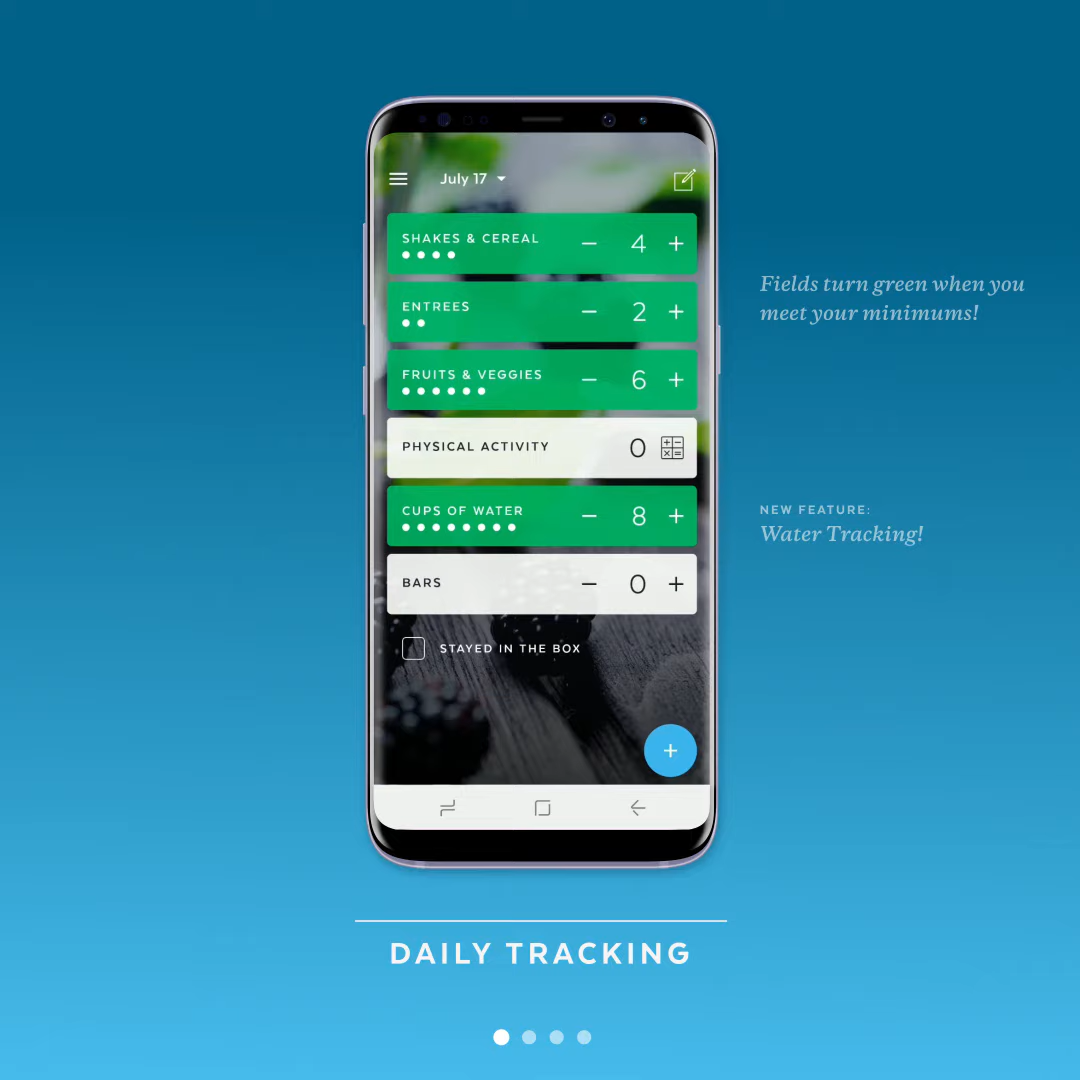 July 17
SHAKES & CEREAL
− 4 +
ENTREES
− 2 +
FRUITS & VEGGIES
− 6 +
PHYSICAL ACTIVITY
0
CUPS OF WATER
− 8 +
BARS
− 0 +
STAYED IN THE BOX
+
Fields turn green when you
meet your minimums!
NEW FEATURE:
Water Tracking!
DAILY TRACKING